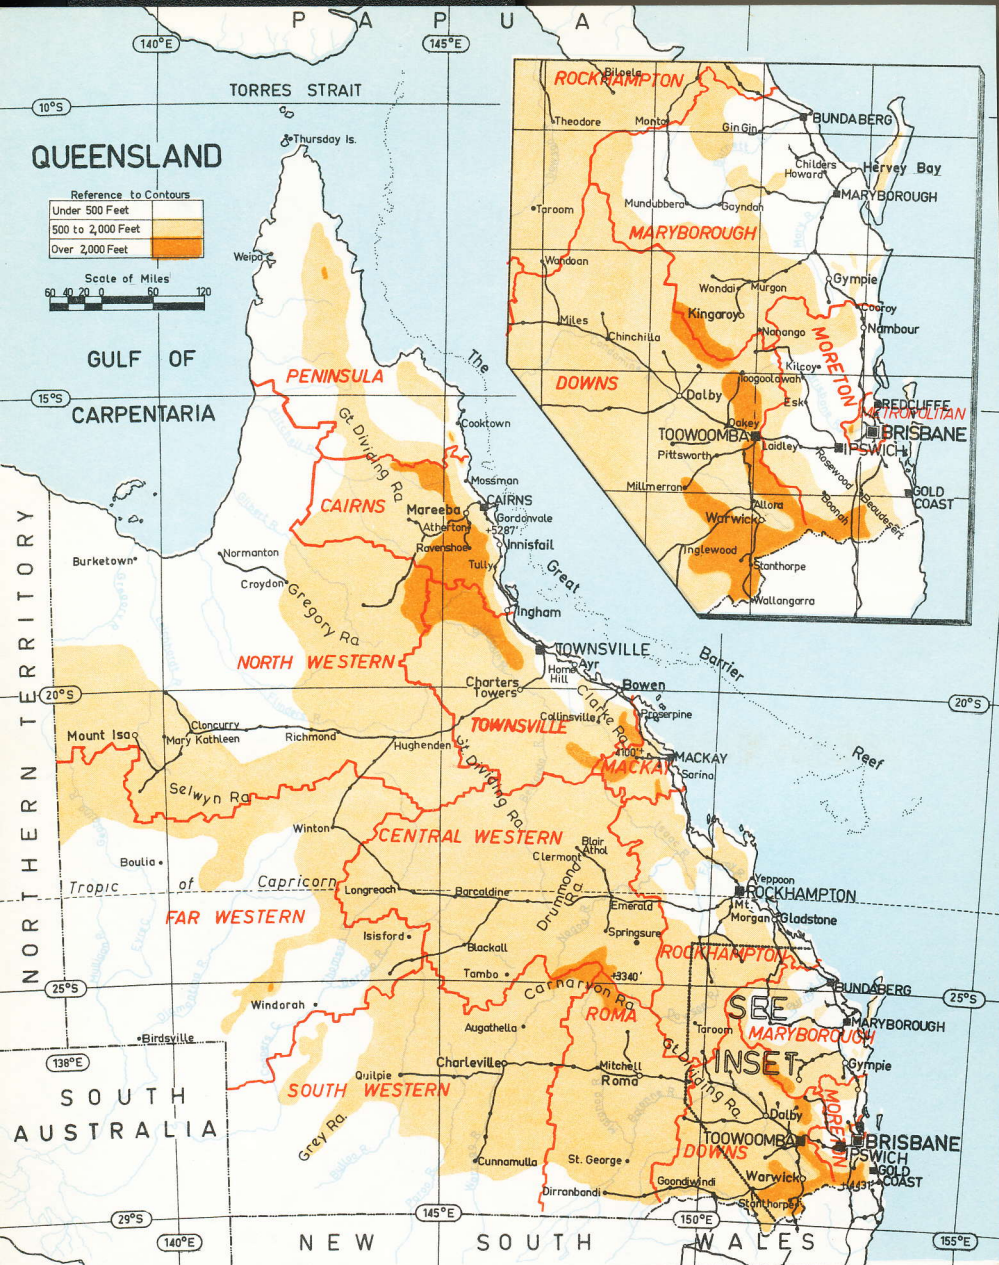 PAPUA
140°E
145°E
TORRES STRAIT
10°S
Thursday Is.
QUEENSLAND
Reference to Contours
Under 500 Feet
500 to 2,000 Feet
Over 2,000 Feet
Scale of Miles
60 40 20 0 60 120
Weipa
GULF OF
CARPENTARIA
The
Great
Barrier
Reef
PENINSULA
15°S
Cooktown
Gt Dividing Ra
Mossman
CAIRNS
CAIRNS
Mareeba
Gordonvale
Atherton
+5287'
Ravenshoe
Innisfail
Tully
Burketown
Normanton
Croydon
Gregory Ra
Ingham
NORTH WESTERN
TOWNSVILLE
Ayr
Home
Hill
Charters
Towers
Bowen
20°S
20°S
Clarke Ra
Collinsville
Proserpine
Cloncurry
Mount Isa
Mary Kathleen
Richmond
Hughenden
TOWNSVILLE
4100'+
MACKAY
MACKAY
Sarina
Gt Dividing Ra
Selwyn Ra
Winton
CENTRAL WESTERN
Blair
Athol
Clermont
Boulia
Tropic of Capricorn
Longreach
Barcaldine
Drummond
Ra
Emerald
Yeppoon
ROCKHAMPTON
Mt.
Morgan
Gladstone
FAR WESTERN
Isisford
Springsure
Blackall
ROCKHAMPTON
Tambo
+3340'
25°S
25°S
Carnarvon Ra
BUNDABERG
Windorah
ROMA
SEE
INSET
Taroom
MARYBOROUGH
MARYBOROUGH
Augathella
Birdsville
138°E
Gt Dividing Ra
Charleville
Mitchell
Roma
Gympie
Quilpie
SOUTH WESTERN
SOUTH
AUSTRALIA
Grey Ra.
Dalby
MORETON
TOOWOOMBA
BRISBANE
DOWNS
IPSWICH
Cunnamulla
St. George
Warwick
GOLD
COAST
+4431'
Dirranbandi
Goondiwindi
Stanthorpe
29°S
145°E
150°E
140°E
155°E
NEW SOUTH WALES
NORTHERN TERRITORY
Biloela
ROCKHAMPTON
Theodore
Monto
Gin Gin
BUNDABERG
Childers
Howard
Hervey Bay
MARYBOROUGH
Taroom
Mundubbera
Gayndah
MARYBOROUGH
Wandoan
Wondai
Murgon
Gympie
Kingaroy
Cooroy
Miles
Nambour
Chinchilla
Nanango
MORETON
Kilcoy
DOWNS
Toogoolawah
Dalby
Esk
REDCLIFFE
METROPOLITAN
Oakey
TOOWOOMBA
BRISBANE
Laidley
IPSWICH
Pittsworth
Rosewood
Millmerran
Boonah
Beaudesert
GOLD
COAST
Allora
Warwick
Inglewood
Stanthorpe
Wallangarra